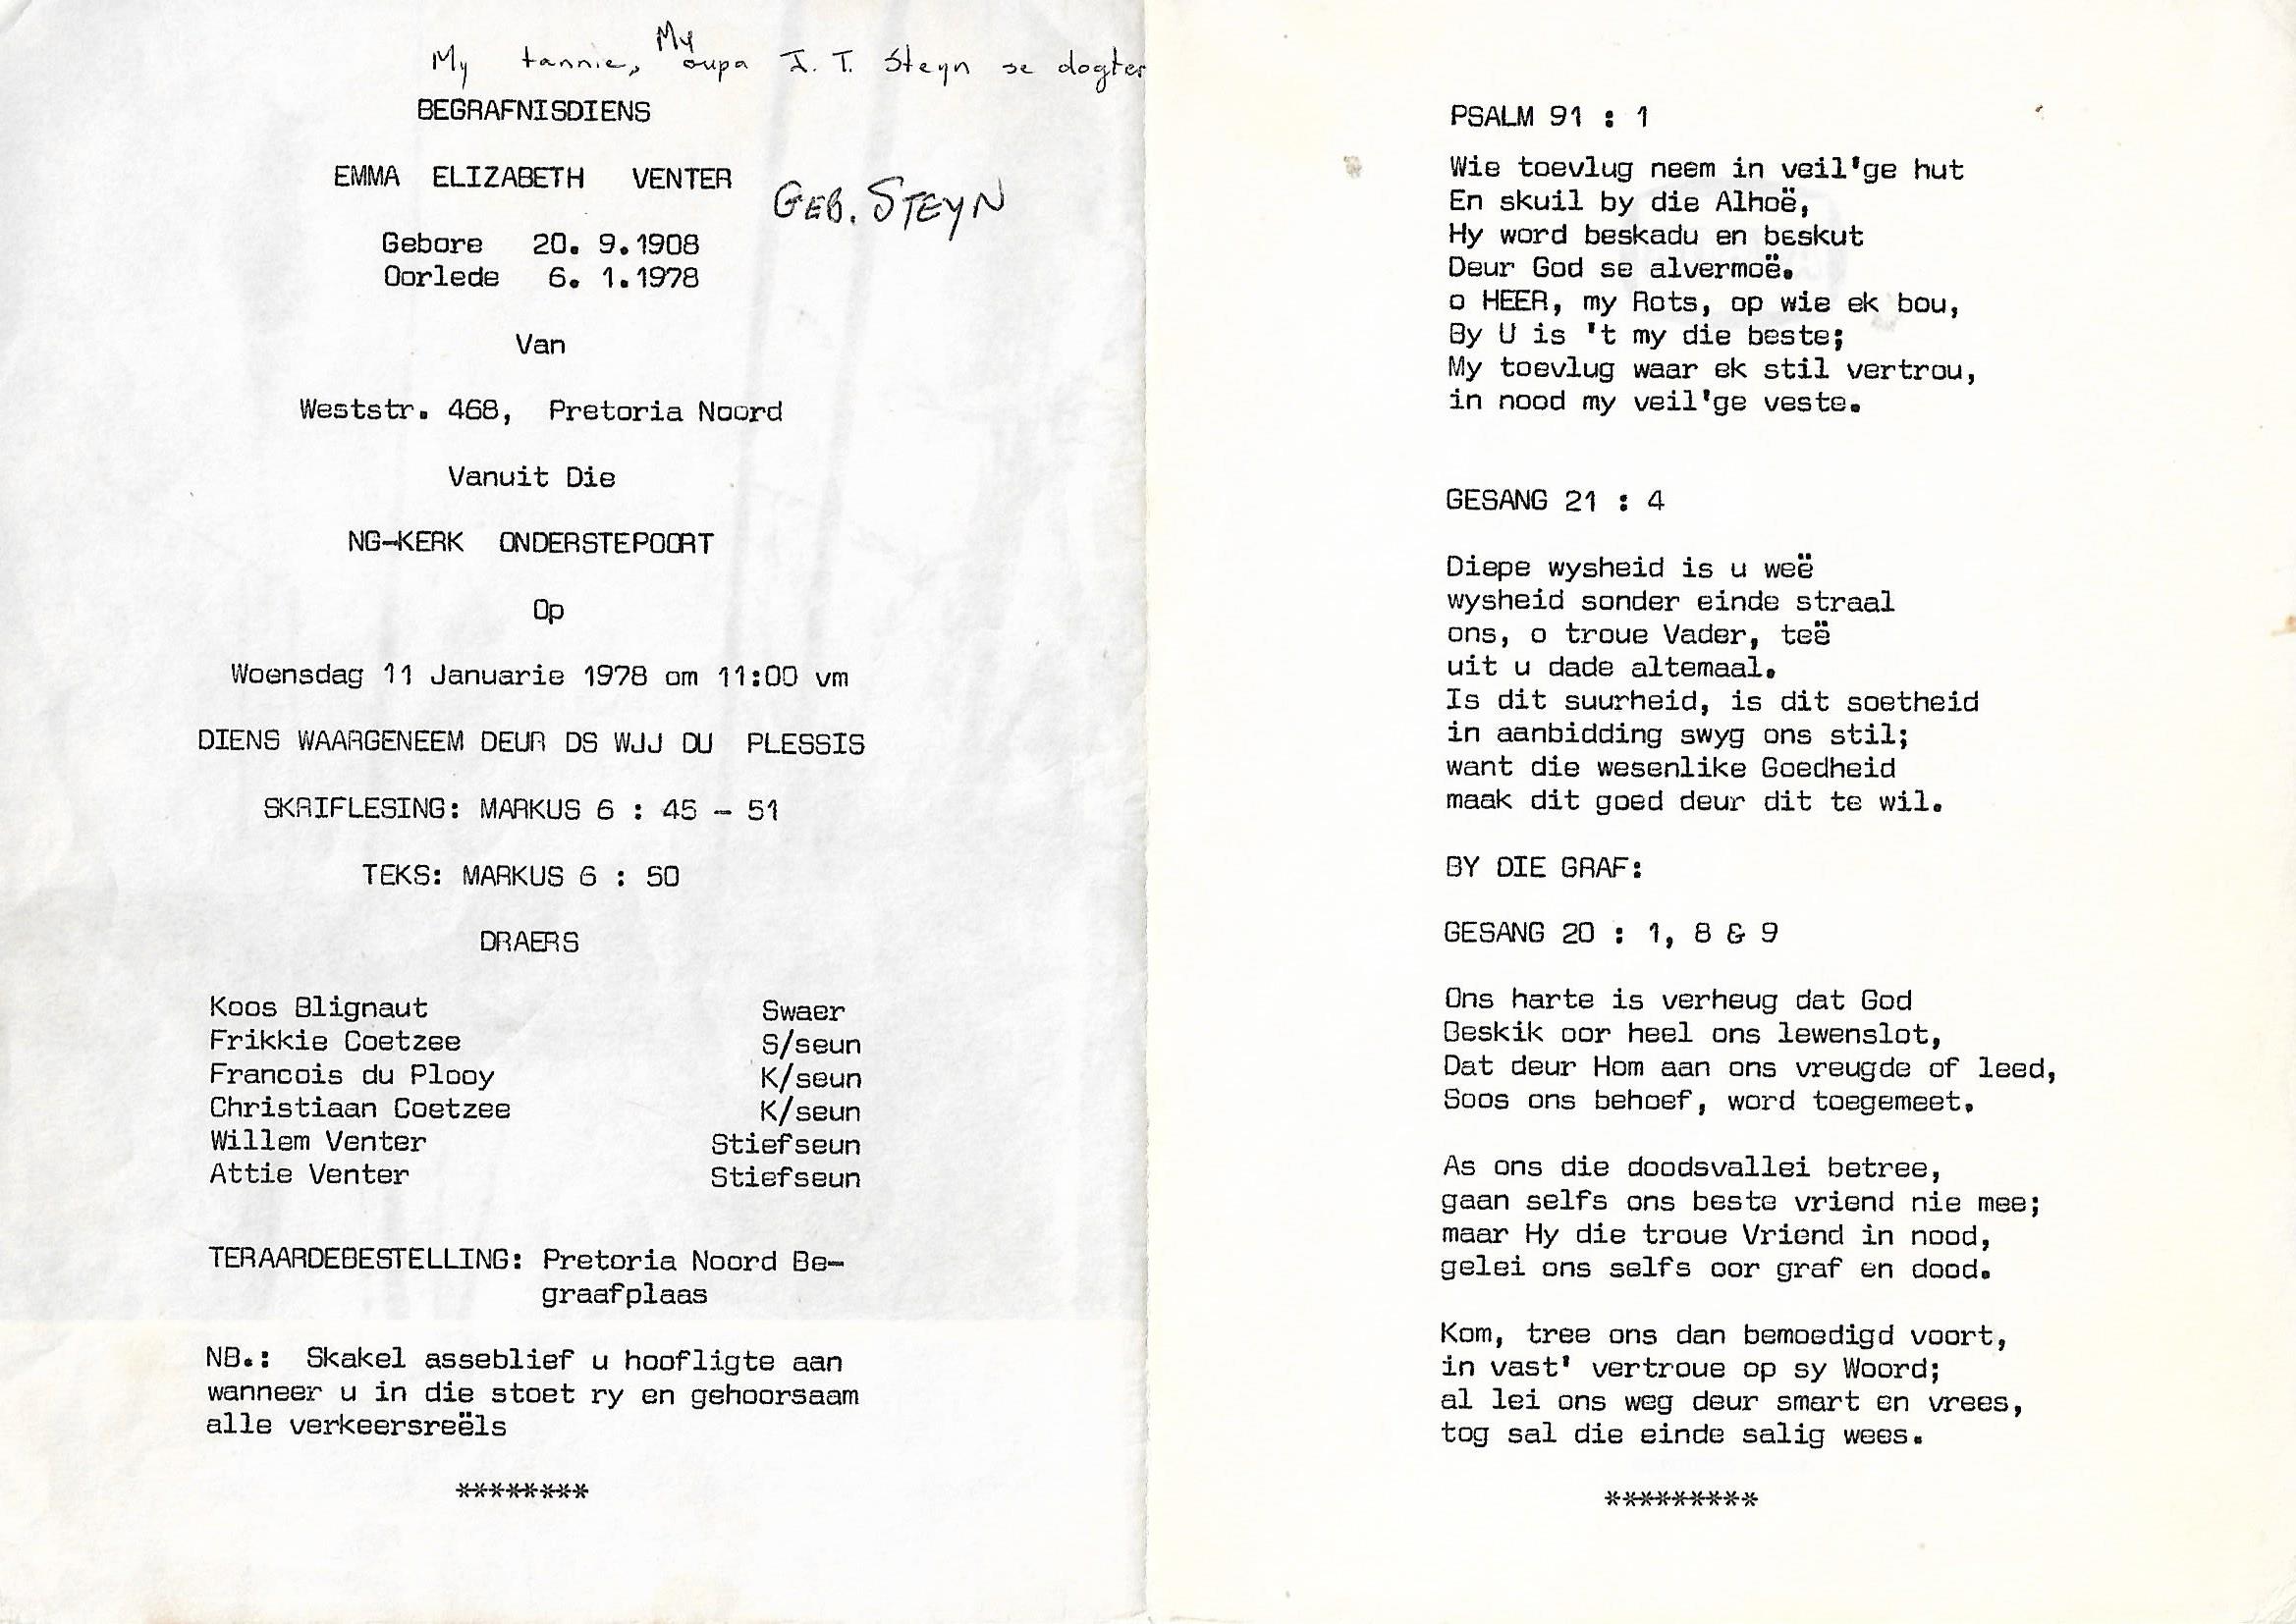 My tannie, My oupa J. T. Steyn se dogter
BEGRAFNISDIENS
EMMA ELIZABETH VENTER
GEB. STEYN
Gebore 20. 9.1908
Oorlede 6. 1.1978
Van
Weststr. 468, Pretoria Noord
Vanuit Die
NG-KERK ONDERSTEPOORT
Op
Woensdag 11 Januarie 1978 om 11:00 vm
DIENS WAARGENEEM DEUR DS WJJ DU PLESSIS
SKRIFLESING: MARKUS 6 : 45 - 51
TEKS: MARKUS 6 : 50
DRAERS
Koos Blignaut Swaer
Frikkie Coetzee S/seun
Francois du Plooy K/seun
Christiaan Coetzee K/seun
Willem Venter Stiefseun
Attie Venter Stiefseun
TERAARDEBESTELLING: Pretoria Noord Be-
graafplaas
NB.: Skakel asseblief u hoofligte aan
wanneer u in die stoet ry en gehoorsaam
alle verkeersreëls
********
PSALM 91 : 1
Wie toevlug neem in veil'ge hut
En skuil by die Alhoë,
Hy word beskadu en beskut
Deur God se alvermoë.
o HEER, my Rots, op wie ek bou,
By U is 't my die beste;
My toevlug waar ek stil vertrou,
in nood my veil'ge veste.
GESANG 21 : 4
Diepe wysheid is u weë
wysheid sonder einde straal
ons, o troue Vader, teë
uit u dade altemaal.
Is dit suurheid, is dit soetheid
in aanbidding swyg ons stil;
want die wesenlike Goedheid
maak dit goed deur dit te wil.
BY DIE GRAF:
GESANG 20 : 1, 8 & 9
Ons harte is verheug dat God
Beskik oor heel ons lewenslot,
Dat deur Hom aan ons vreugde of leed,
Soos ons behoef, word toegemeet.
As ons die doodsvallei betree,
gaan selfs ons beste vriend nie mee;
maar Hy die troue Vriend in nood,
gelei ons selfs oor graf en dood.
Kom, tree ons dan bemoedigd voort,
in vast' vertroue op sy Woord;
al lei ons weg deur smart en vrees,
tog sal die einde salig wees.
*********